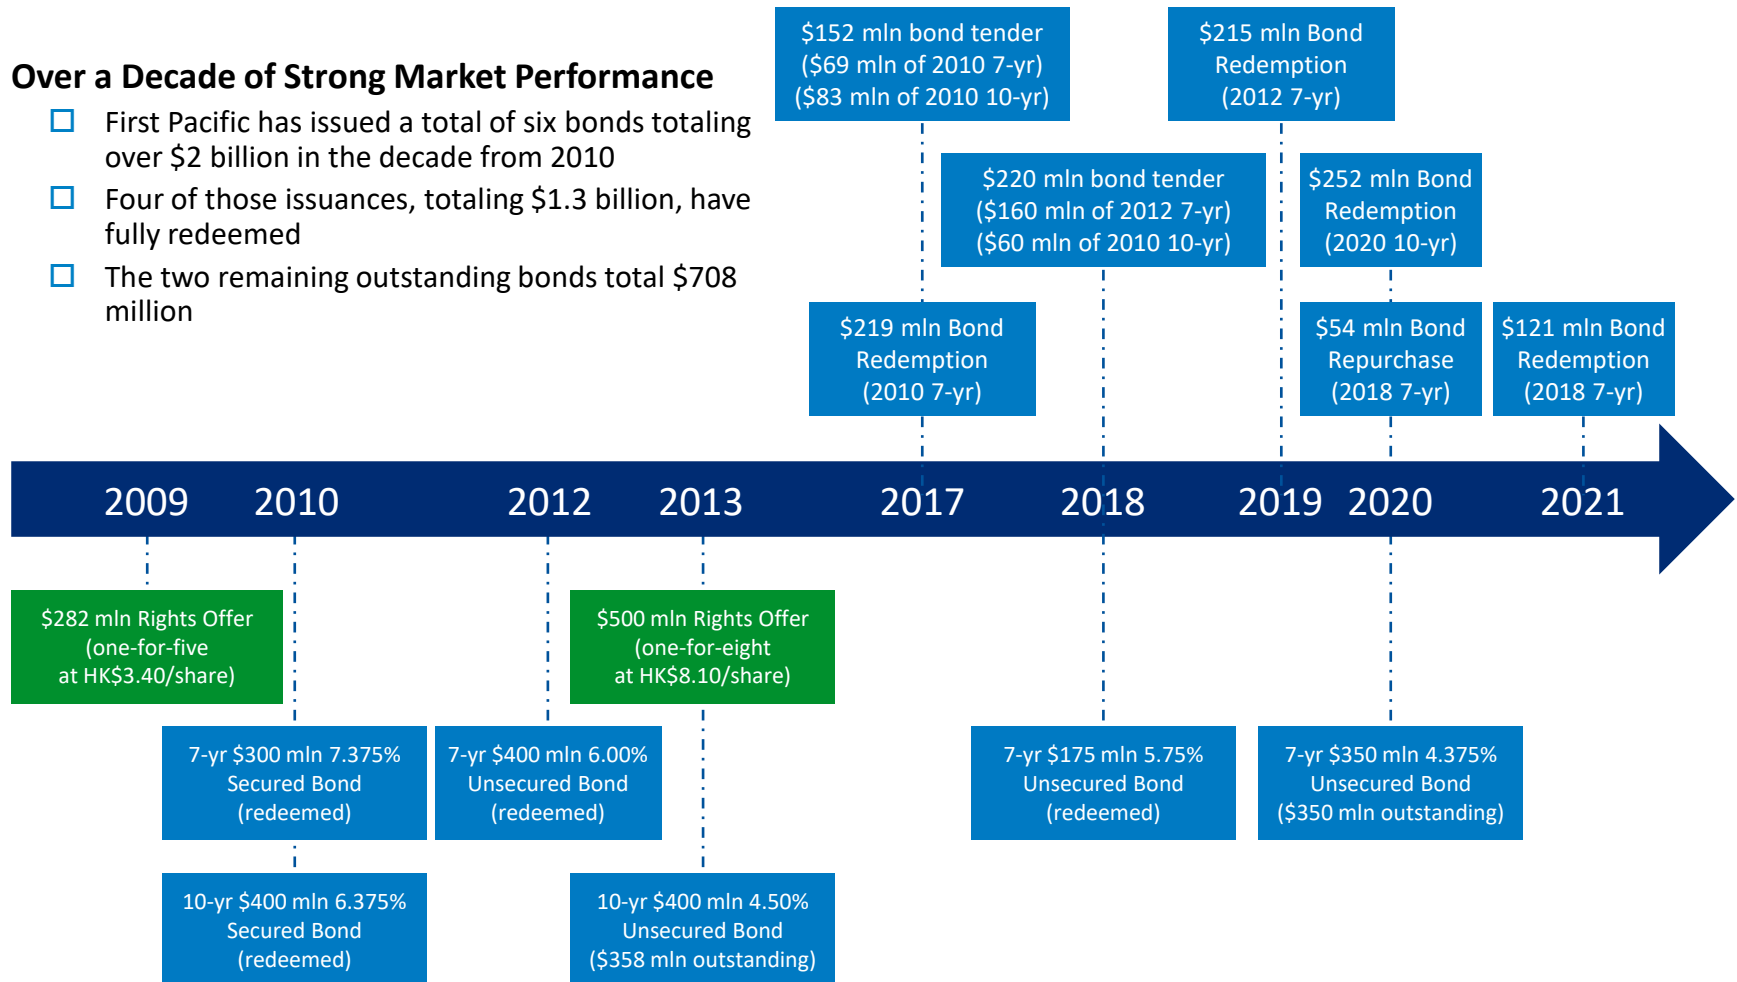 Over a Decade of Strong Market Performance
First Pacific has issued a total of six bonds totaling
over $2 billion in the decade from 2010
Four of those issuances, totaling $1.3 billion, have
fully redeemed
The two remaining outstanding bonds total $708
million
$152 mln bond tender
($69 mln of 2010 7-yr)
($83 mln of 2010 10-yr)
$215 mln Bond
Redemption
(2012 7-yr)
$220 mln bond tender
($160 mln of 2012 7-yr)
($60 mln of 2010 10-yr)
$252 mln Bond
Redemption
(2020 10-yr)
$219 mln Bond
Redemption
(2010 7-yr)
$54 mln Bond
Repurchase
(2018 7-yr)
$121 mln Bond
Redemption
(2018 7-yr)
2009
2010
2012
2013
2017
2018
2019
2020
2021
$282 mln Rights Offer
(one-for-five
at HK$3.40/share)
$500 mln Rights Offer
(one-for-eight
at HK$8.10/share)
7-yr $300 mln 7.375%
Secured Bond
(redeemed)
7-yr $400 mln 6.00%
Unsecured Bond
(redeemed)
7-yr $175 mln 5.75%
Unsecured Bond
(redeemed)
7-yr $350 mln 4.375%
Unsecured Bond
($350 mln outstanding)
10-yr $400 mln 6.375%
Secured Bond
(redeemed)
10-yr $400 mln 4.50%
Unsecured Bond
($358 mln outstanding)